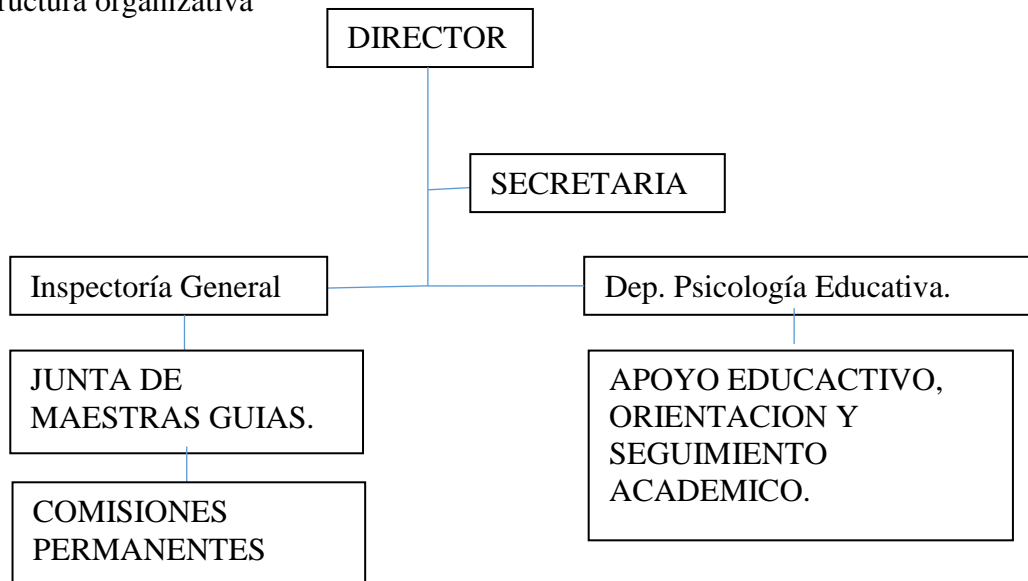 organizativa
DIRECTOR
SECRETARIA
Inspectoría General
Dep. Psicología Educativa.
JUNTA DE
MAESTRAS GUIAS.
APOYO EDUCACTIVO,
ORIENTACION Y
SEGUIMIENTO
ACADEMICO.
COMISIONES
PERMANENTES